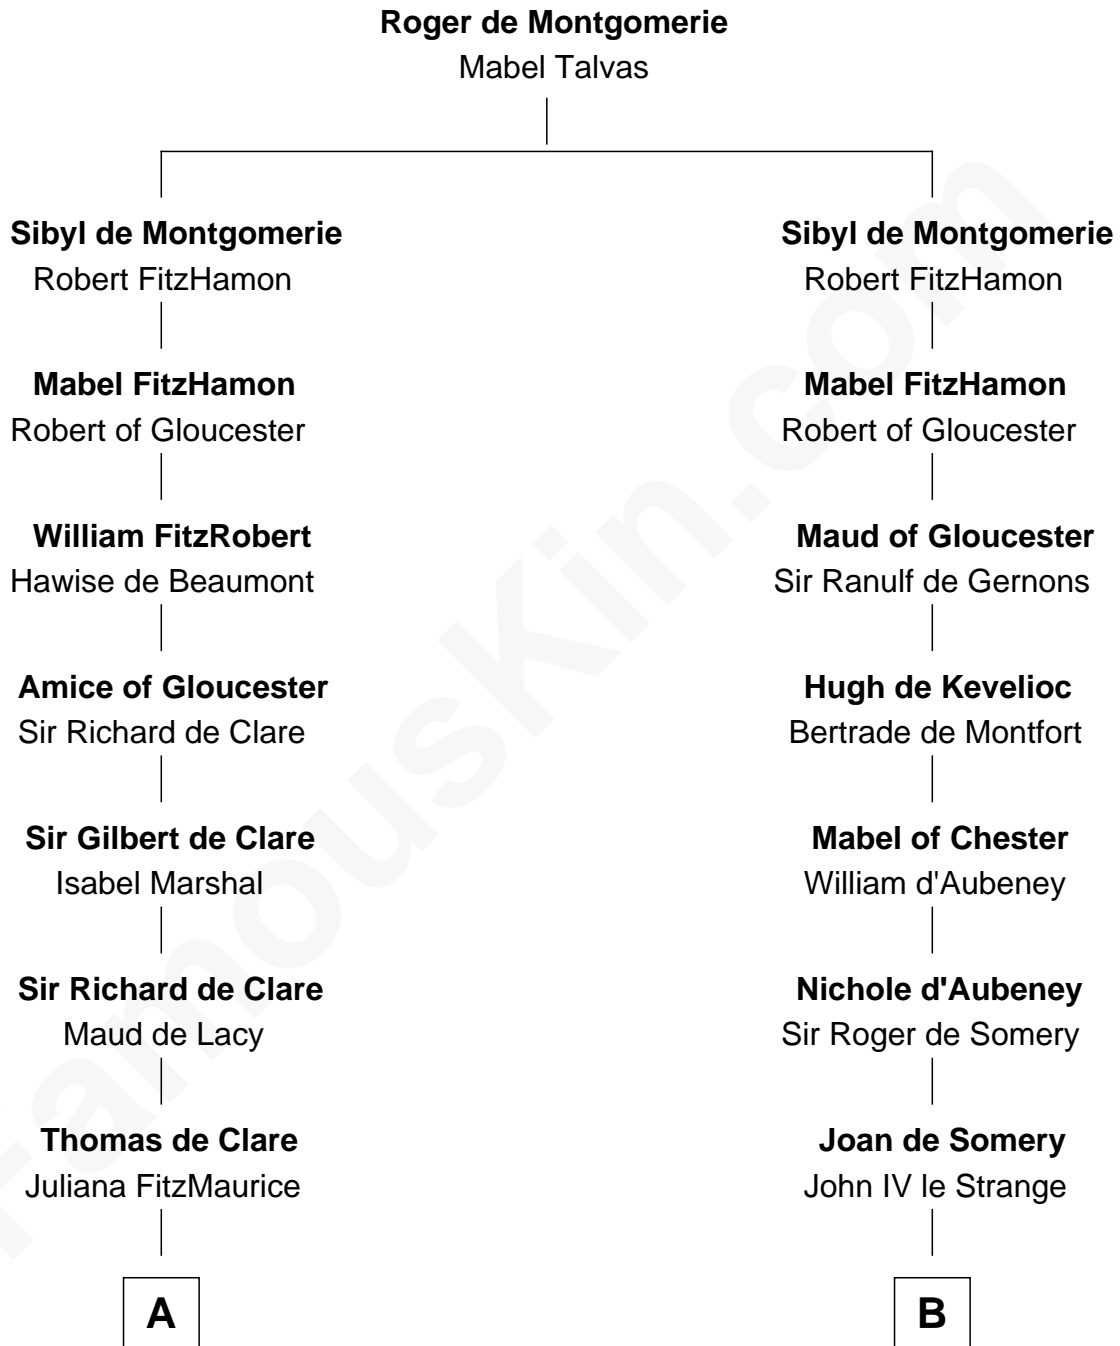 Roger de Montgomerie
Mabel Talvas
Sibyl de Montgomerie
Robert FitzHamon
Mabel FitzHamon
Robert of Gloucester
William FitzRobert
Hawise de Beaumont
Amice of Gloucester
Sir Richard de Clare
Sir Gilbert de Clare
Isabel Marshal
Sir Richard de Clare
Maud de Lacy
Thomas de Clare
Juliana FitzMaurice
A
Sibyl de Montgomerie
Robert FitzHamon
Mabel FitzHamon
Robert of Gloucester
Maud of Gloucester
Sir Ranulf de Gernons
Hugh de Kevelioc
Bertrade de Montfort
Mabel of Chester
William d'Aubeney
Nichole d'Aubeney
Sir Roger de Somery
Joan de Somery
John IV le Strange
B
FamousKin.com